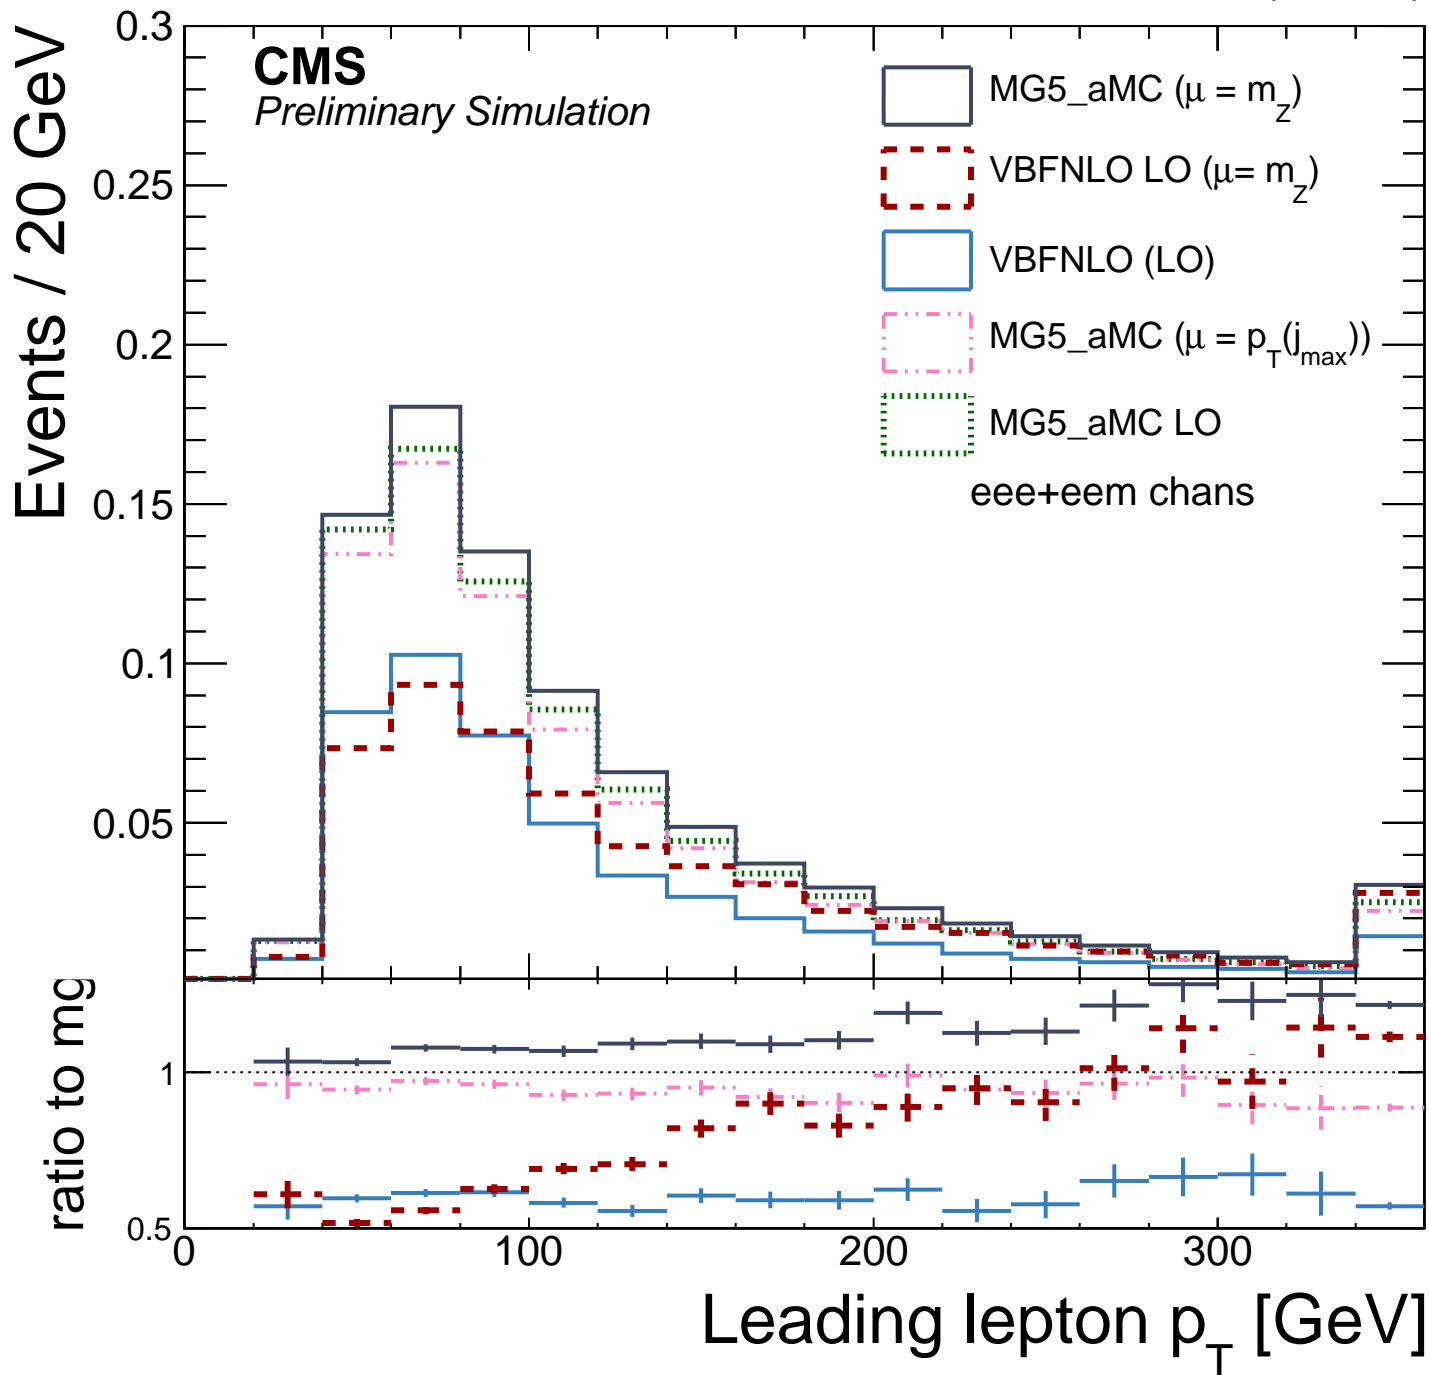 CMS
Preliminary Simulation
MG5_aMC (μ = m_Z)
VBFNLO LO (μ= m_Z)
VBFNLO (LO)
MG5_aMC (μ = p_T(j_max))
MG5_aMC LO
eee+eem chans
Events / 20 GeV
0.3
0.25
0.2
0.15
0.1
0.05
ratio to mg
1
0.5
0 100 200 300
Leading lepton p_T [GeV]